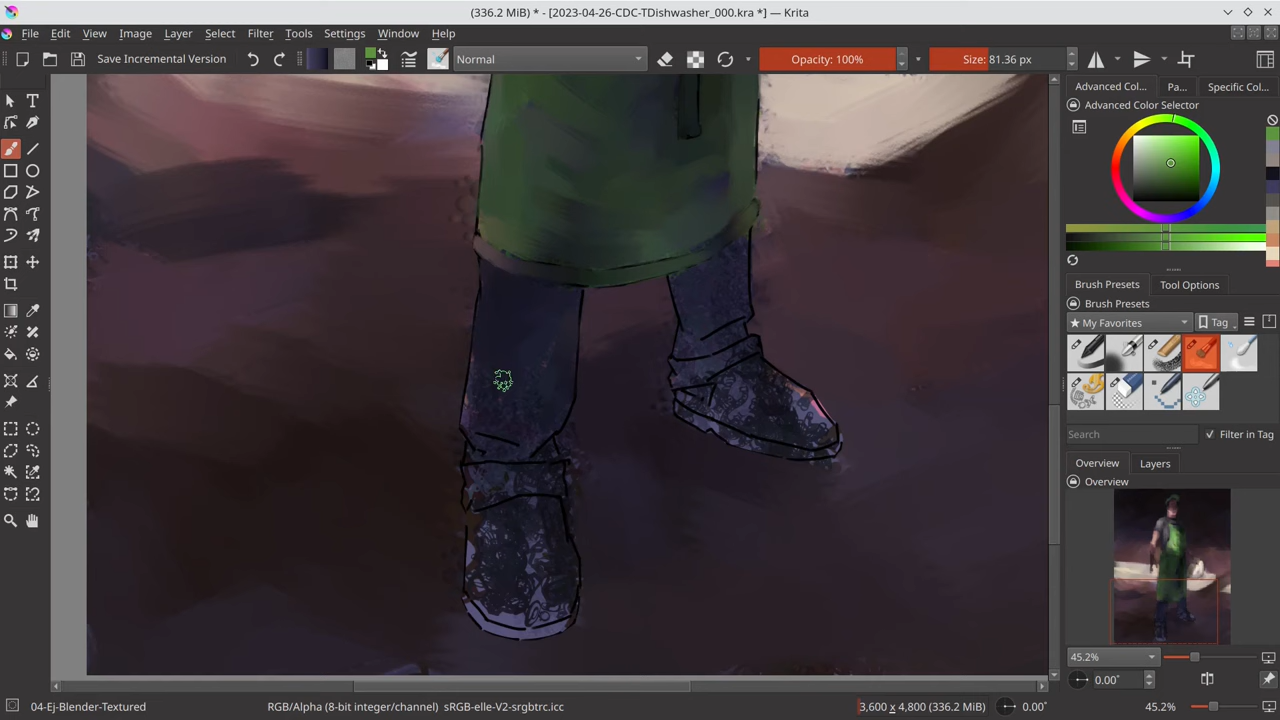 (336.2 MiB) * - [2023-04-26-CDC-TDishwasher_000.kra *] — Krita
File Edit View Image Layer Select Filter Tools Settings Window Help
Save Incremental Version Normal Opacity: 100% Size: 81.36 px
Advanced Col... Pa... Specific Col...
Advanced Color Selector
Brush Presets Tool Options
Brush Presets
★ My Favorites Tag
Search Filter in Tag
Overview Layers
Overview
45.2%
0.00°
04-Ej-Blender-Textured RGB/Alpha (8-bit integer/channel) sRGB-elle-V2-srgbtrc.icc 3,600 x 4,800 (336.2 MiB) 0.00° 45.2%